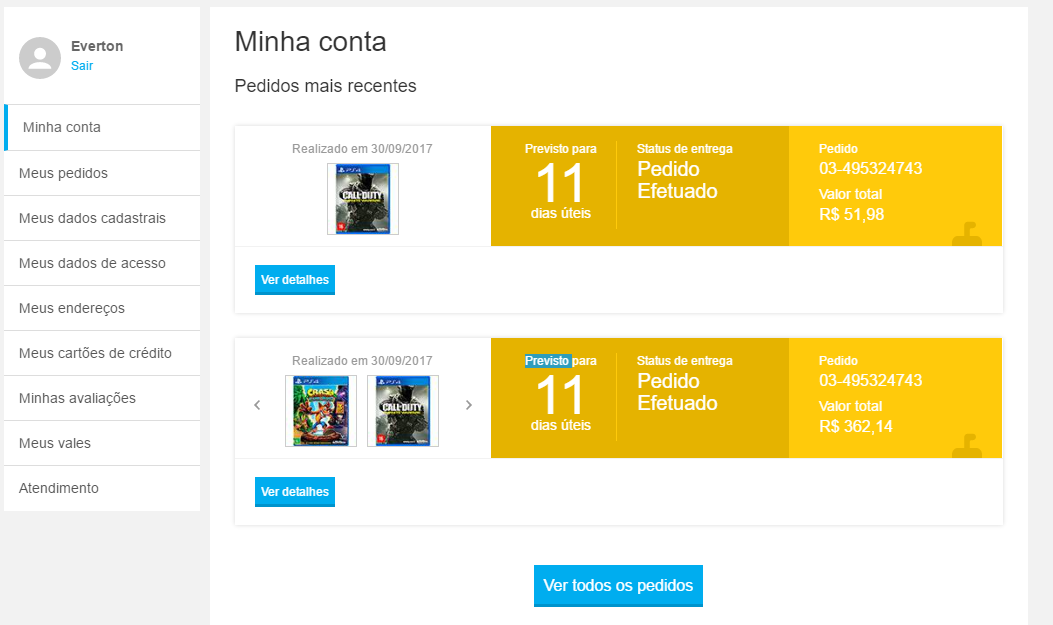 Everton
Sair
Minha conta
Meus pedidos
Meus dados cadastrais
Meus dados de acesso
Meus endereços
Meus cartões de crédito
Minhas avaliações
Meus vales
Atendimento
Minha conta
Pedidos mais recentes
Realizado em 30/09/2017
PS4
CALL·DUTY
Previsto para
11
dias úteis
Status de entrega
Pedido
Efetuado
Pedido
03-495324743
Valor total
R$ 51,98
Ver detalhes
Realizado em 30/09/2017
PS4
CRASH
PS4
CALL·DUTY
Previsto para
11
dias úteis
Status de entrega
Pedido
Efetuado
Pedido
03-495324743
Valor total
R$ 362,14
Ver detalhes
Ver todos os pedidos